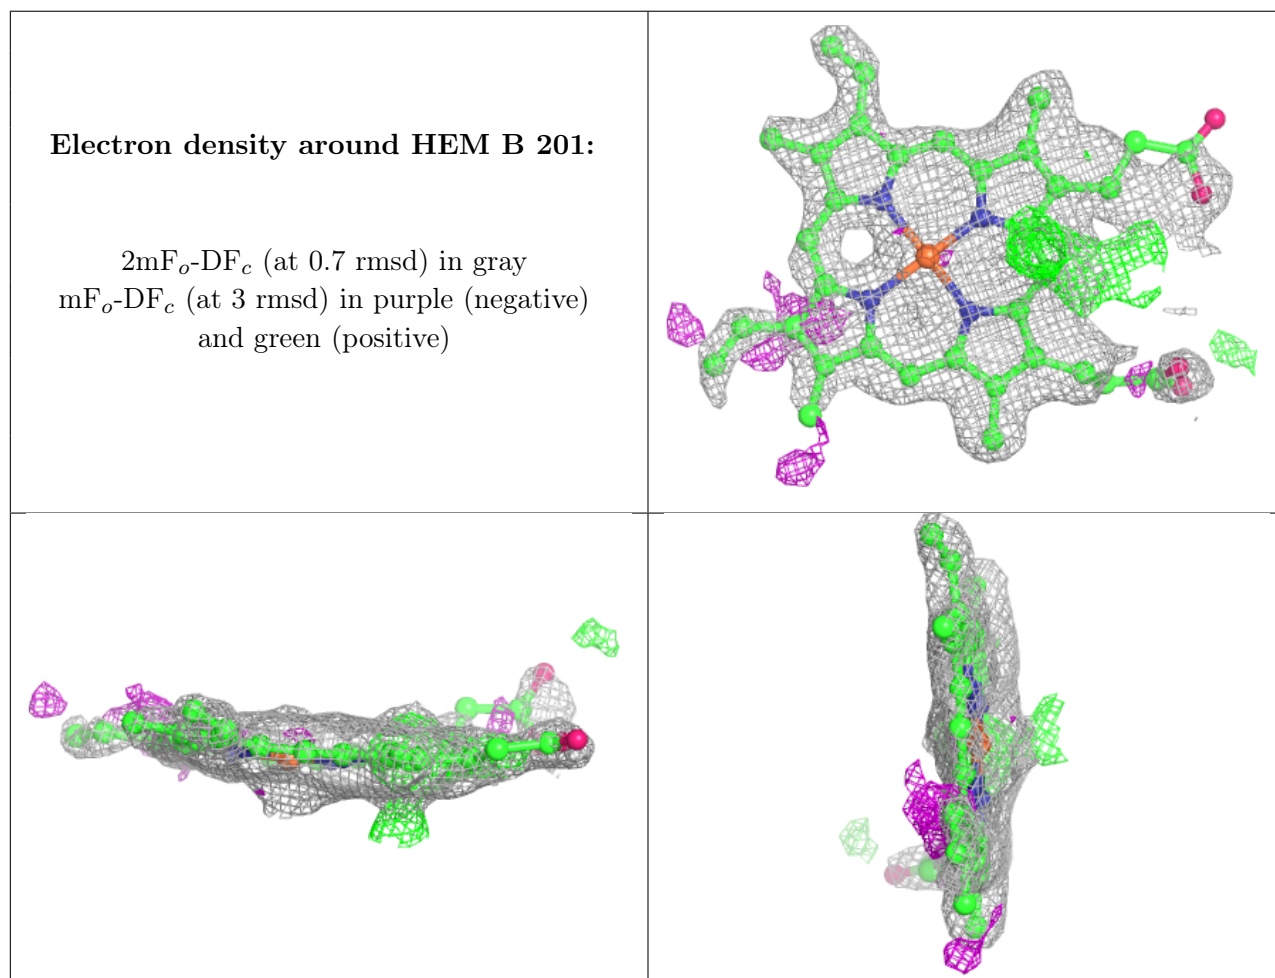 Electron density around HEM B 201:
2mFo-DFc (at 0.7 rmsd) in gray
mFo-DFc (at 3 rmsd) in purple (negative)
and green (positive)